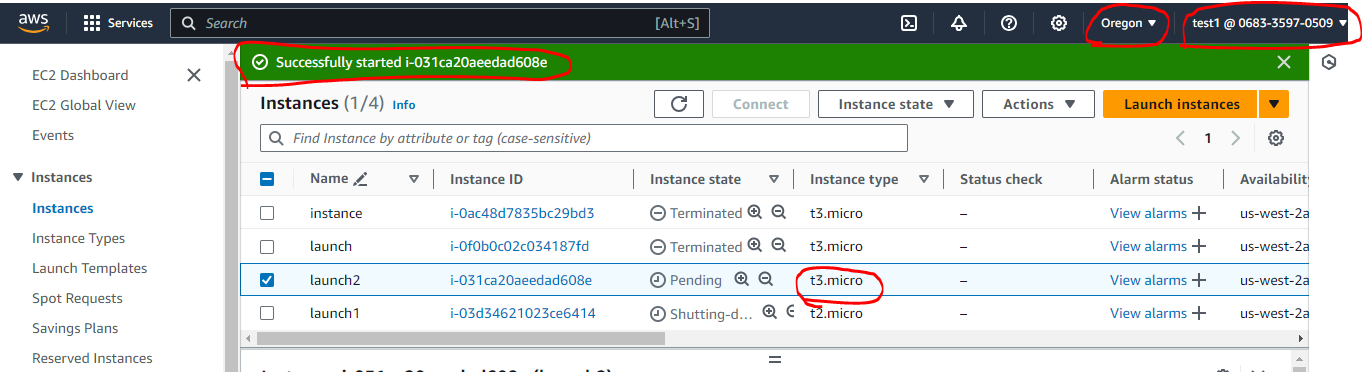 aws Services Search [Alt+S] Oregon test1 @ 0683-3597-0509
EC2 Dashboard
EC2 Global View
Events
Instances
Instances
Instance Types
Launch Templates
Spot Requests
Savings Plans
Reserved Instances
Successfully started i-031ca20aeedad608e
Instances (1/4) Info Connect Instance state Actions Launch instances
Find Instance by attribute or tag (case-sensitive) 1
Name Instance ID Instance state Instance type Status check Alarm status Availability
instance i-0ac48d7835bc29bd3 Terminated t3.micro – View alarms us-west-2a
launch i-0f0b0c02c034187fd Terminated t3.micro – View alarms us-west-2a
launch2 i-031ca20aeedad608e Pending t3.micro – View alarms us-west-2a
launch1 i-03d34621023ce6414 Shutting-d... t2.micro – View alarms us-west-2a